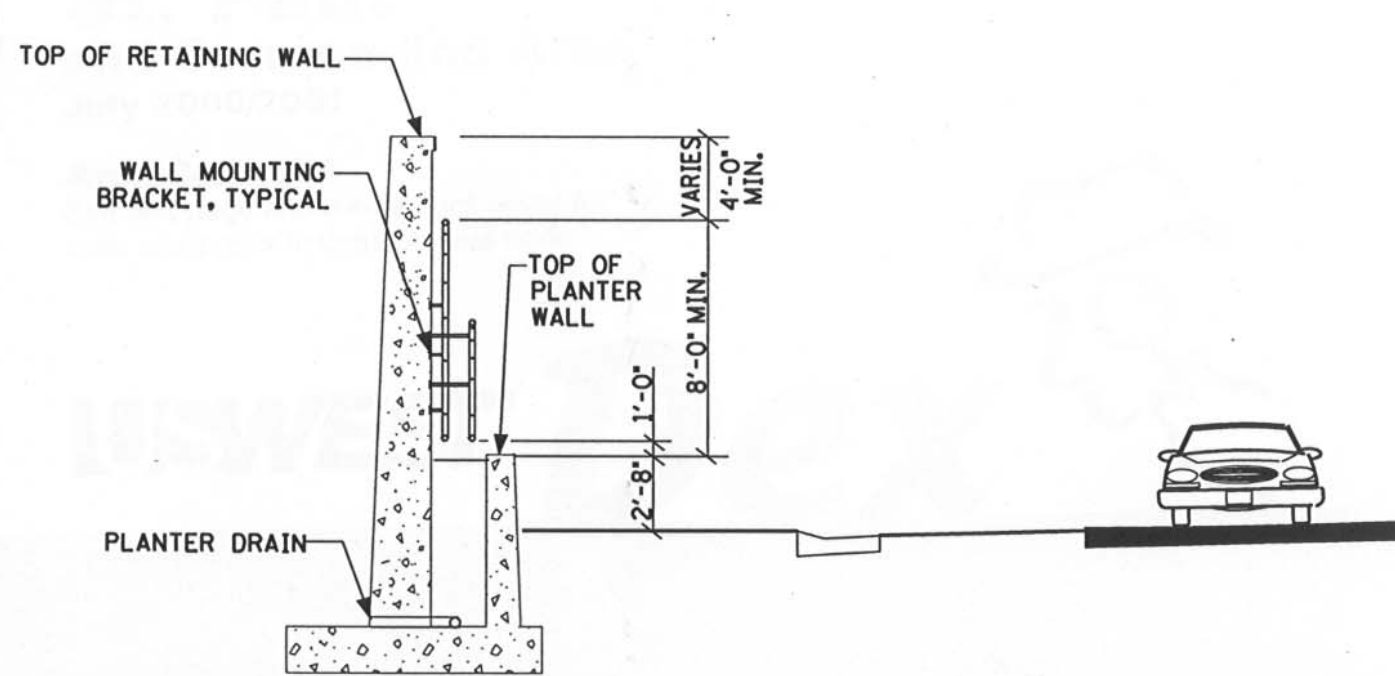 TOP OF RETAINING WALL
WALL MOUNTING
BRACKET, TYPICAL
VARIES
4'-0"
MIN.
TOP OF
PLANTER
WALL
8'-0" MIN.
1'-0"
2'-8"
PLANTER DRAIN